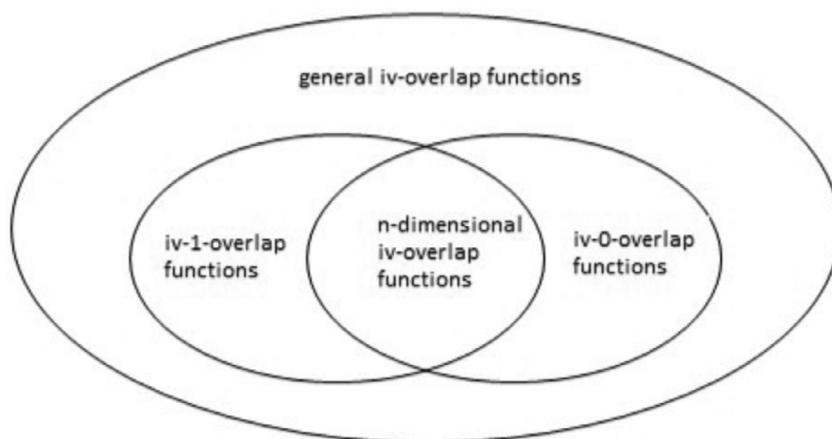 general iv-overlap functions
iv-1-overlap
functions
n-dimensional
iv-overlap
functions
iv-0-overlap
functions